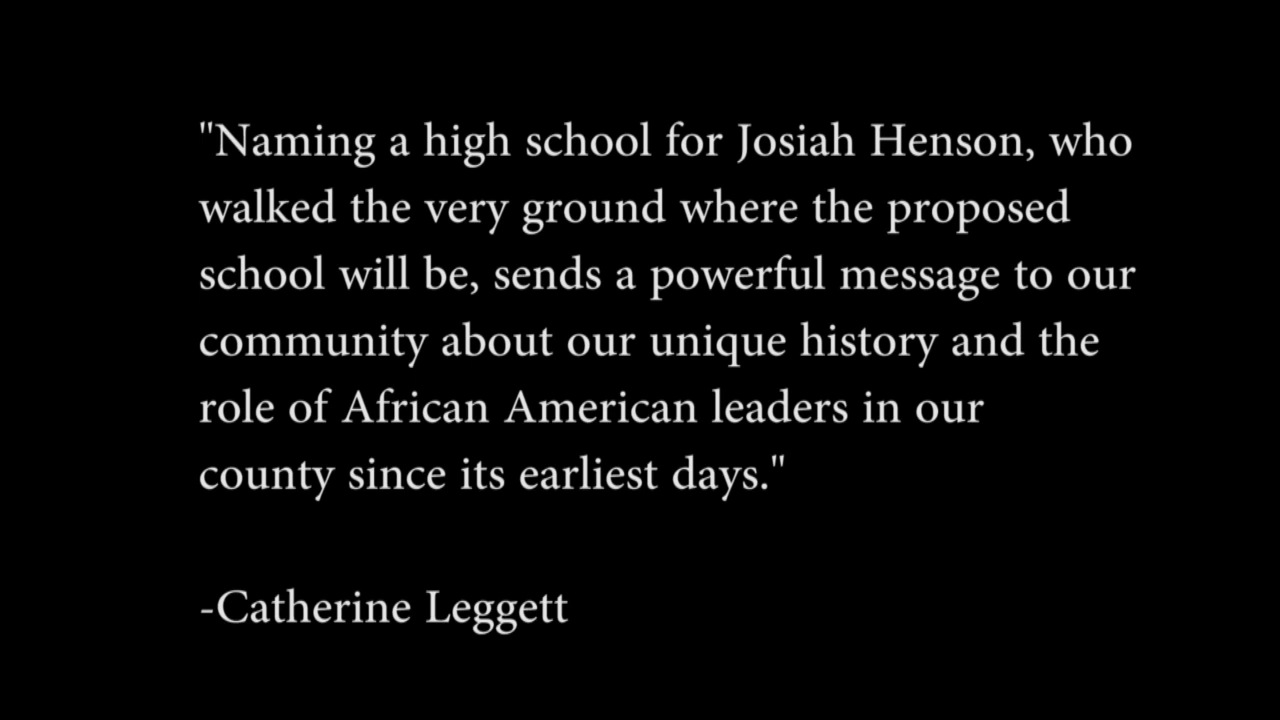 "Naming a high school for Josiah Henson, who
walked the very ground where the proposed
school will be, sends a powerful message to our
community about our unique history and the
role of African American leaders in our
county since its earliest days."
-Catherine Leggett